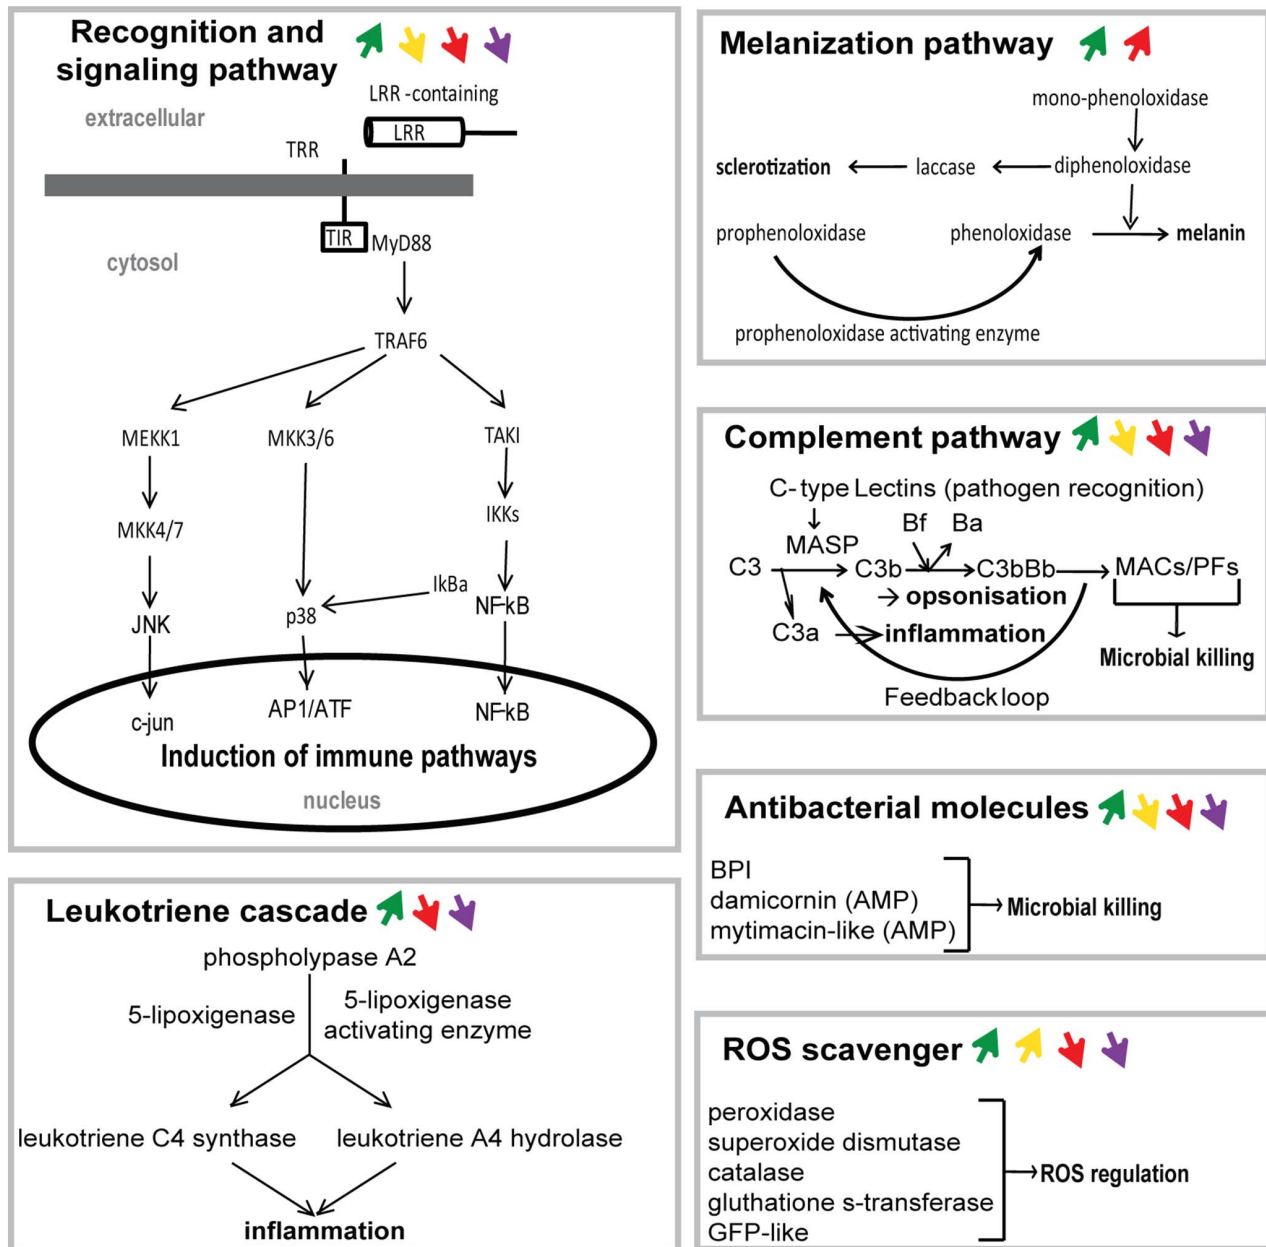 Recognition and
signaling pathway
LRR -containing
extracellular
LRR
TRR
TIR
MyD88
cytosol
TRAF6
MEKK1
MKK3/6
TAKI
MKK4/7
IKKs
IkBa
JNK
p38
NF-kB
c-jun
AP1/ATF
NF-kB
Induction of immune pathways
nucleus
Leukotriene cascade
phospholypase A2
5-lipoxigenase
5-lipoxigenase
activating enzyme
leukotriene C4 synthase
leukotriene A4 hydrolase
inflammation
Melanization pathway
mono-phenoloxidase
sclerotization
laccase
diphenoloxidase
prophenoloxidase
phenoloxidase
melanin
prophenoloxidase activating enzyme
Complement pathway
C-type Lectins (pathogen recognition)
Bf
Ba
MASP
C3
C3b
C3bBb
MACs/PFs
opsonisation
C3a
inflammation
Microbial killing
Feedback loop
Antibacterial molecules
BPI
damicornin (AMP)
mytimacin-like (AMP)
Microbial killing
ROS scavenger
peroxidase
superoxide dismutase
catalase
gluthatione s-transferase
GFP-like
ROS regulation